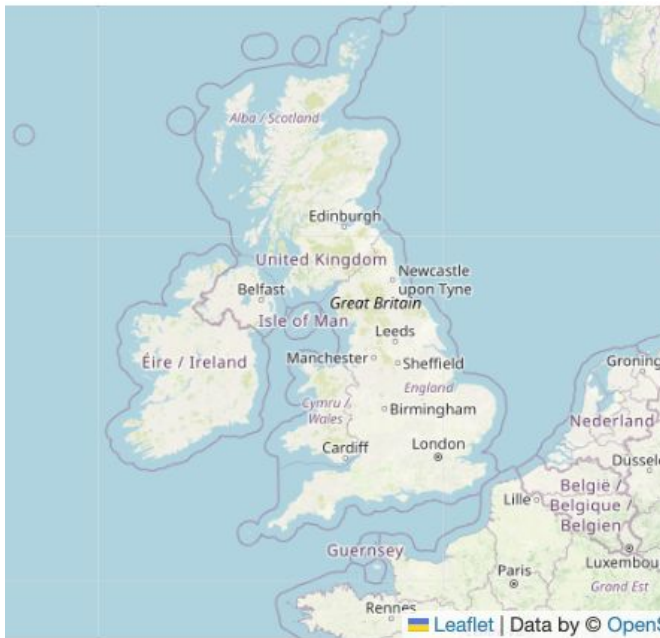 Alba / Scotland
Edinburgh
United Kingdom
Newcastle
upon Tyne
Belfast
Great Britain
Isle of Man
Leeds
Éire / Ireland
Manchester
Sheffield
Groning
England
Cymru /
Wales
Birmingham
Nederland
Cardiff
London
Düssel
België /
Belgique /
Belgien
Lille
Guernsey
Luxembou
Paris
Grand Est
Rennes
Leaflet | Data by © OpenS